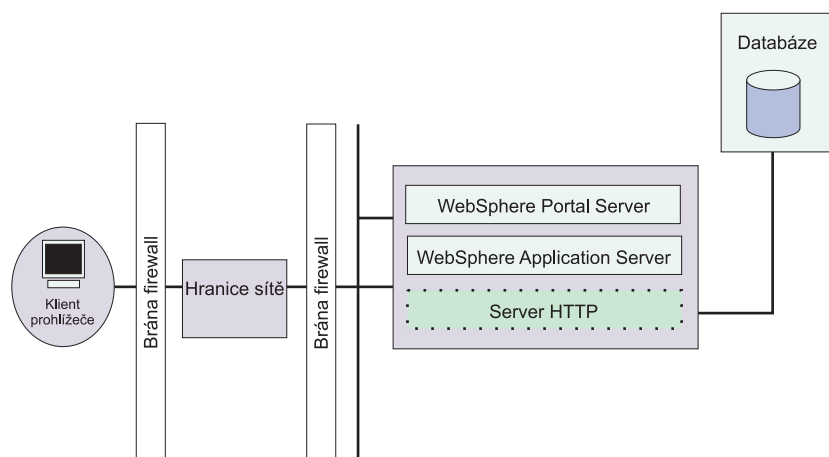 Databáze
WebSphere Portal Server
WebSphere Application Server
Server HTTP
Klient
prohlížeče
Brána firewall
Hranice sítě
Brána firewall